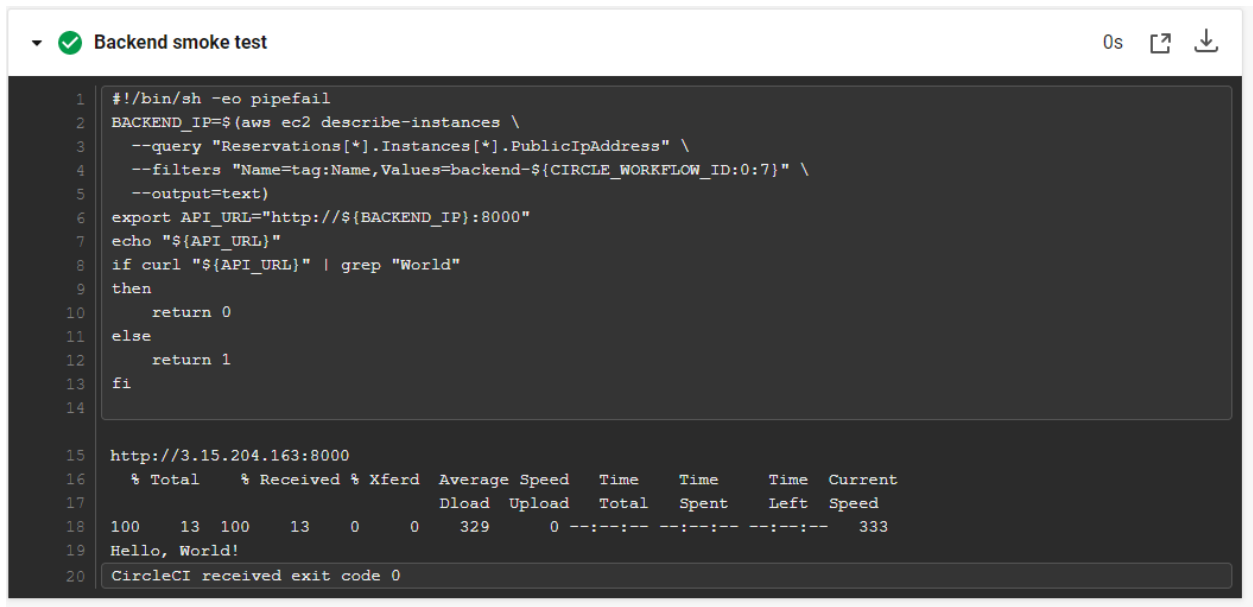 Backend smoke test 0s
1 #!/bin/sh -eo pipefail
2 BACKEND_IP=$(aws ec2 describe-instances \
3 --query "Reservations[*].Instances[*].PublicIpAddress" \
4 --filters "Name=tag:Name,Values=backend-${CIRCLE_WORKFLOW_ID:0:7}" \
5 --output=text)
6 export API_URL="http://${BACKEND_IP}:8000"
7 echo "${API_URL}"
8 if curl "${API_URL}" | grep "World"
9 then
10 return 0
11 else
12 return 1
13 fi
14
15 http://3.15.204.163:8000
16 % Total % Received % Xferd Average Speed Time Time Time Current
17 Dload Upload Total Spent Left Speed
18 100 13 100 13 0 0 329 0 --:--:-- --:--:-- --:--:-- 333
19 Hello, World!
20 CircleCI received exit code 0